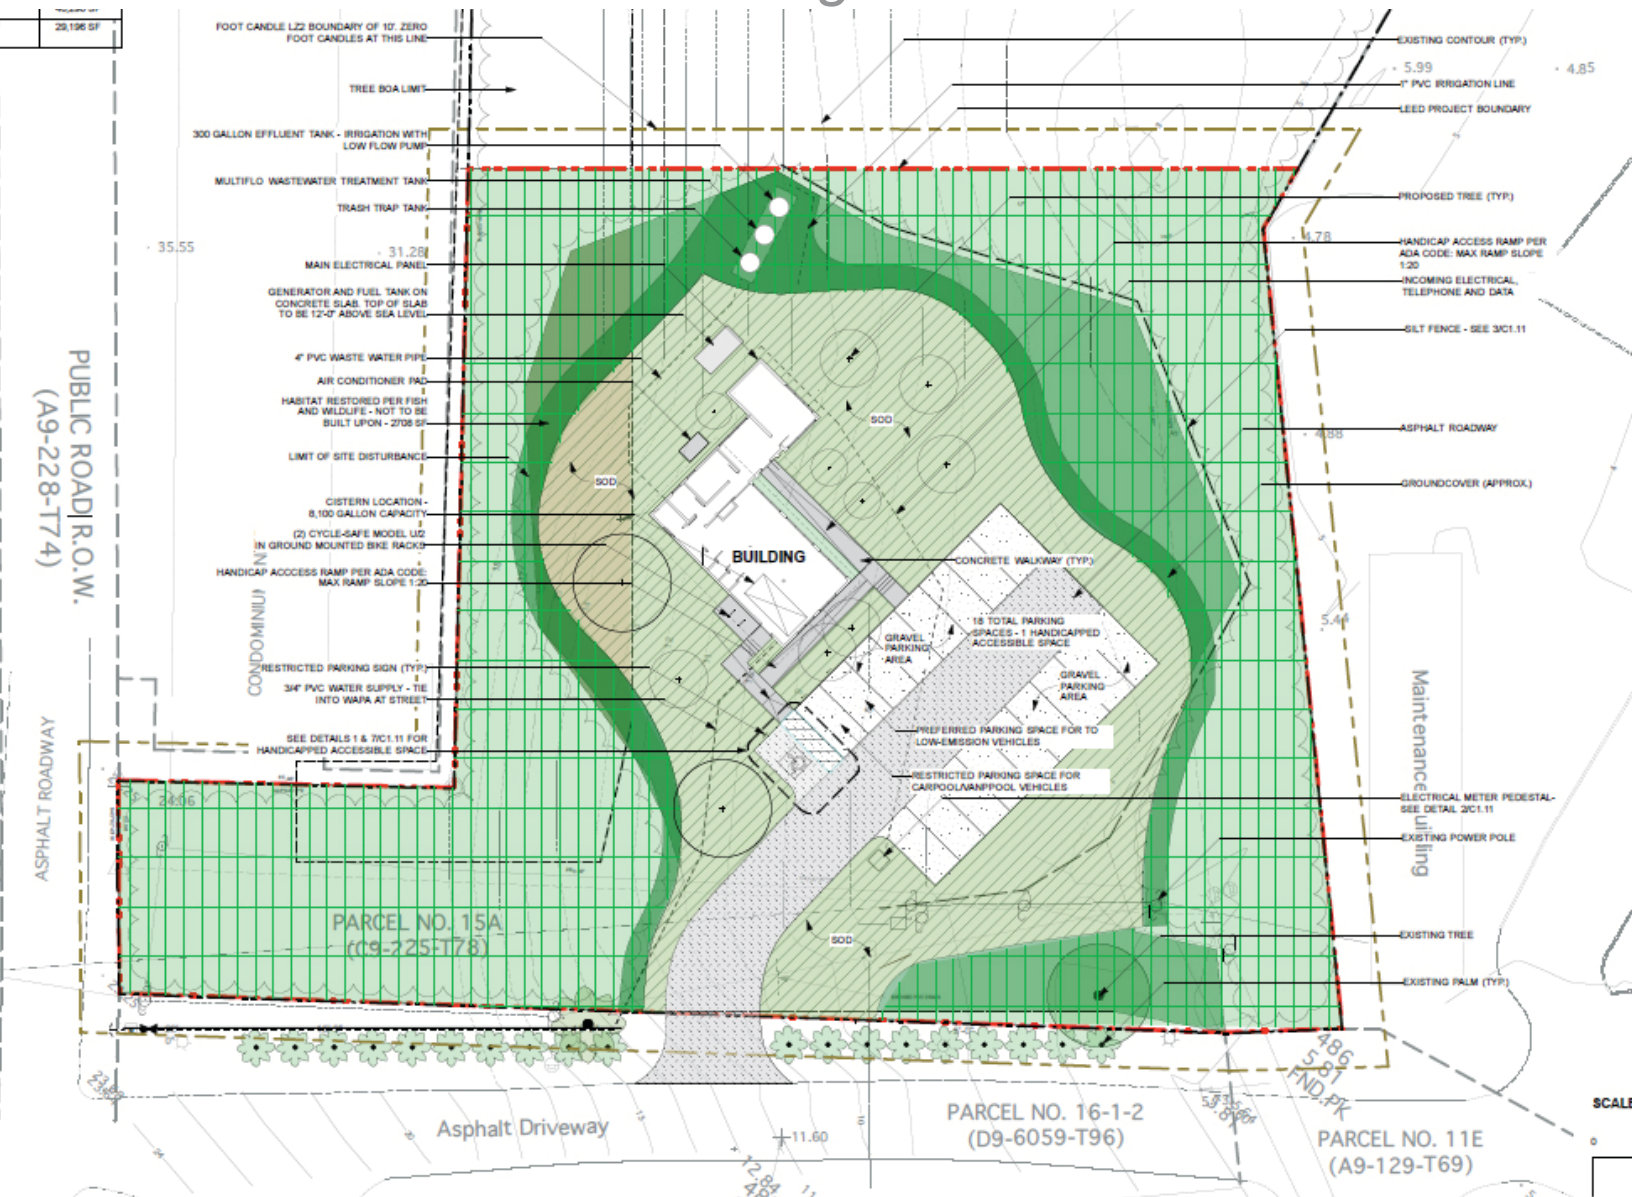 29,196 SF
FOOT CANDLE LZ2 BOUNDARY OF 10'. ZERO
FOOT CANDLES AT THIS LINE
TREE BOA LIMIT
300 GALLON EFFLUENT TANK - IRRIGATION WITH
LOW FLOW PUMP
MULTIFLO WASTEWATER TREATMENT TANK
TRASH TRAP TANK
35.55
31.28
MAIN ELECTRICAL PANEL
GENERATOR AND FUEL TANK ON
CONCRETE SLAB. TOP OF SLAB
TO BE 12'-0" ABOVE SEA LEVEL
4" PVC WASTE WATER PIPE
AIR CONDITIONER PAD
HABITAT RESTORED PER FISH
AND WILDLIFE - NOT TO BE
BUILT UPON - 2708 SF
LIMIT OF SITE DISTURBANCE
CISTERN LOCATION -
8,100 GALLON CAPACITY
(2) CYCLE-SAFE MODEL U/2
IN GROUND MOUNTED BIKE RACKS
HANDICAP ACCCESS RAMP PER ADA CODE:
MAX RAMP SLOPE 1:20
RESTRICTED PARKING SIGN (TYP.)
3/4" PVC WATER SUPPLY - TIE
INTO WAPA AT STREET
SEE DETAILS 1 & 7/C1.11 FOR
HANDICAPPED ACCESSIBLE SPACE
PUBLIC ROAD/R.O.W.
(A9-228-T74)
ASPHALT ROADWAY
24.06
PARCEL NO. 15A
(C9-225-T78)
SOD
SOD
SOD
BUILDING
CONCRETE WALKWAY (TYP.)
18 TOTAL PARKING
SPACES - 1 HANDICAPPED
ACCESSIBLE SPACE
GRAVEL
PARKING
AREA
GRAVEL
PARKING
AREA
PREFERRED PARKING SPACE FOR TO
LOW-EMISSION VEHICLES
RESTRICTED PARKING SPACE FOR
CARPOOL/VANPPOOL VEHICLES
EXISTING CONTOUR (TYP.)
5.99
4.85
1" PVC IRRIGATION LINE
LEED PROJECT BOUNDARY
PROPOSED TREE (TYP.)
4.78
HANDICAP ACCESS RAMP PER
ADA CODE: MAX RAMP SLOPE
1:20
INCOMING ELECTRICAL,
TELEPHONE AND DATA
SILT FENCE - SEE 3/C1.11
ASPHALT ROADWAY
4.88
GROUNDCOVER (APPROX.)
5.44
Maintenance Building
ELECTRICAL METER PEDESTAL-
SEE DETAIL 2/C1.11
EXISTING POWER POLE
EXISTING TREE
EXISTING PALM (TYP.)
486
5.81
FND.PK
SCALE
0
Asphalt Driveway
11.60
12.84
PARCEL NO. 16-1-2
(D9-6059-T96)
PARCEL NO. 11E
(A9-129-T69)